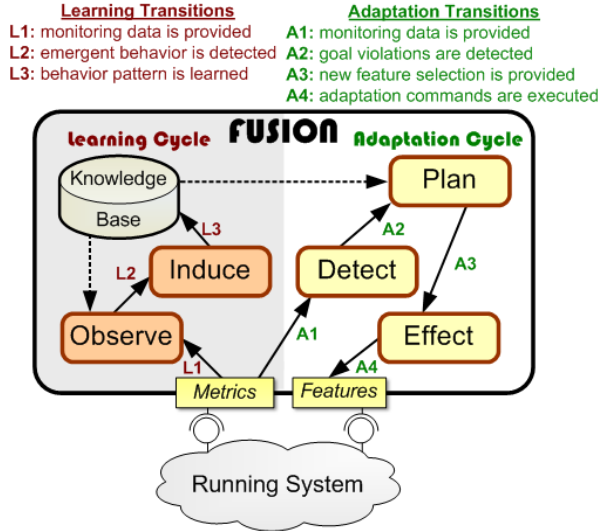 Learning Transitions
L1: monitoring data is provided
L2: emergent behavior is detected
L3: behavior pattern is learned
Adaptation Transitions
A1: monitoring data is provided
A2: goal violations are detected
A3: new feature selection is provided
A4: adaptation commands are executed
FUSION
Learning Cycle
Adaptation Cycle
Knowledge
Base
Plan
L3
A2
L2
Induce
Detect
A3
Observe
A1
Effect
L1
A4
Metrics
Features
Running System